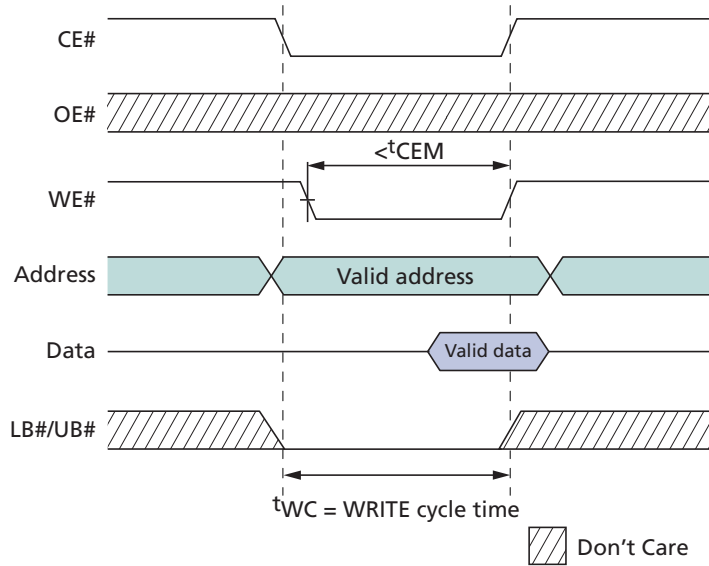 CE#
OE#
<tCEM
WE#
Address
Valid address
Data
Valid data
LB#/UB#
tWC = WRITE cycle time
Don't Care